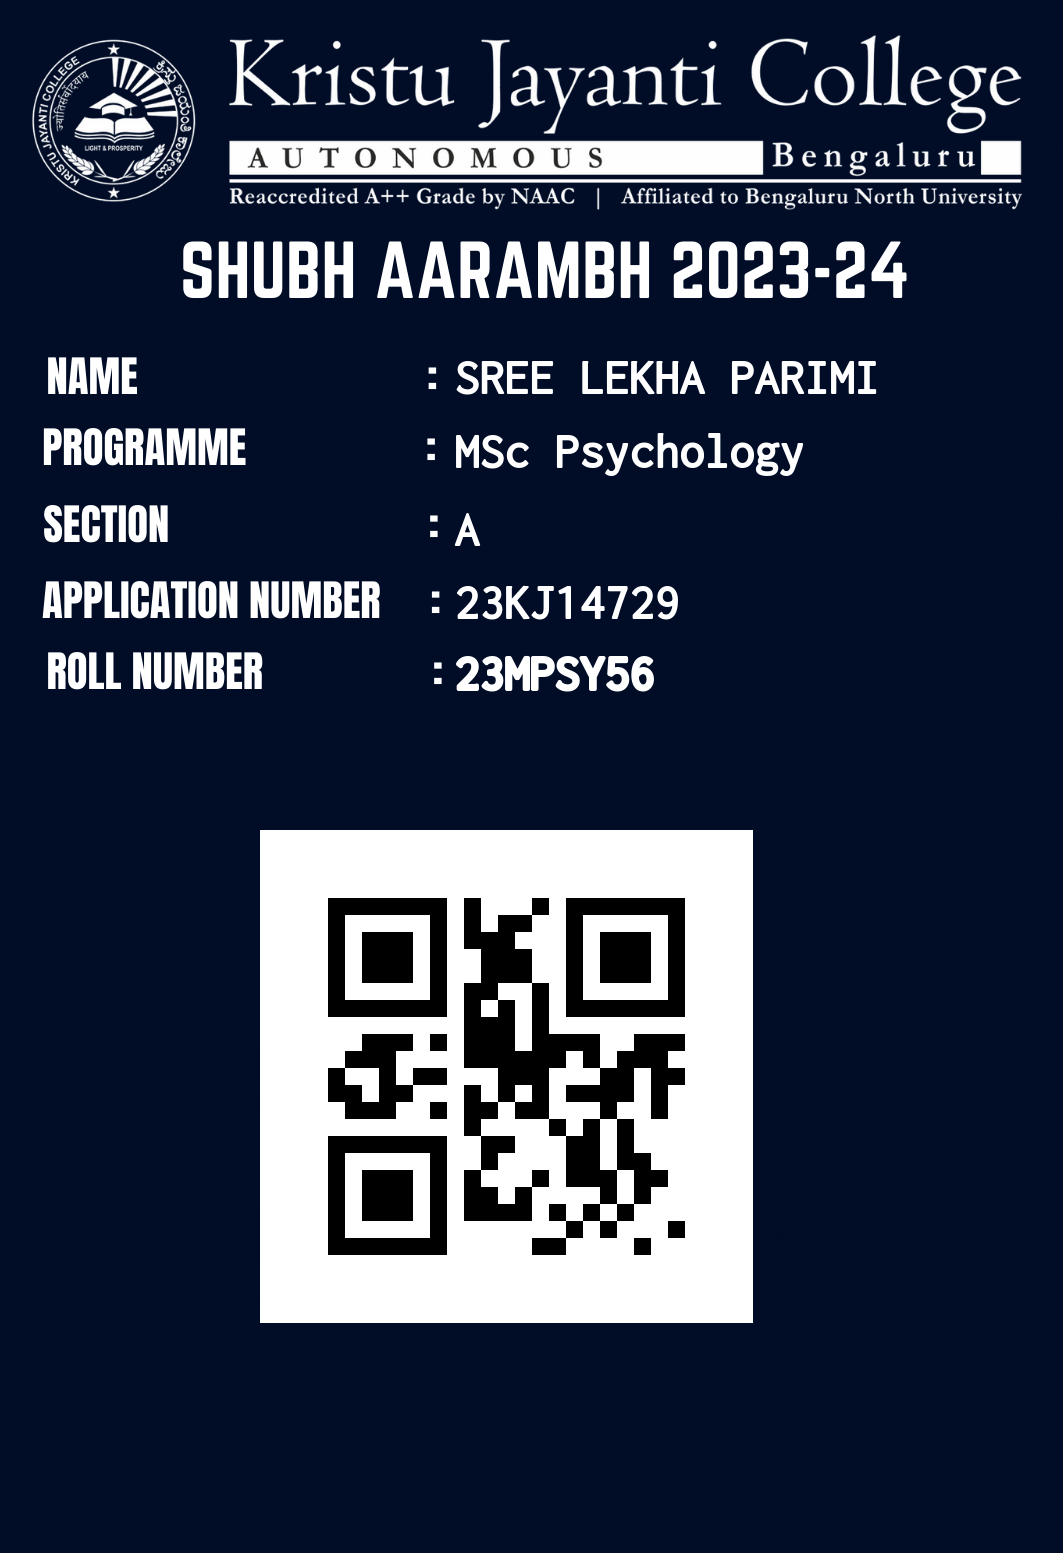 Kristu Jayanti College
AUTONOMOUS Bengaluru
Reaccredited A++ Grade by NAAC | Affiliated to Bengaluru North University
KRISTU JAYANTI COLLEGE
LIGHT & PROSPERITY
SHUBH AARAMBH 2023-24
NAME : SREE LEKHA PARIMI
PROGRAMME : MSc Psychology
SECTION : A
APPLICATION NUMBER : 23KJ14729
ROLL NUMBER : 23MPSY56